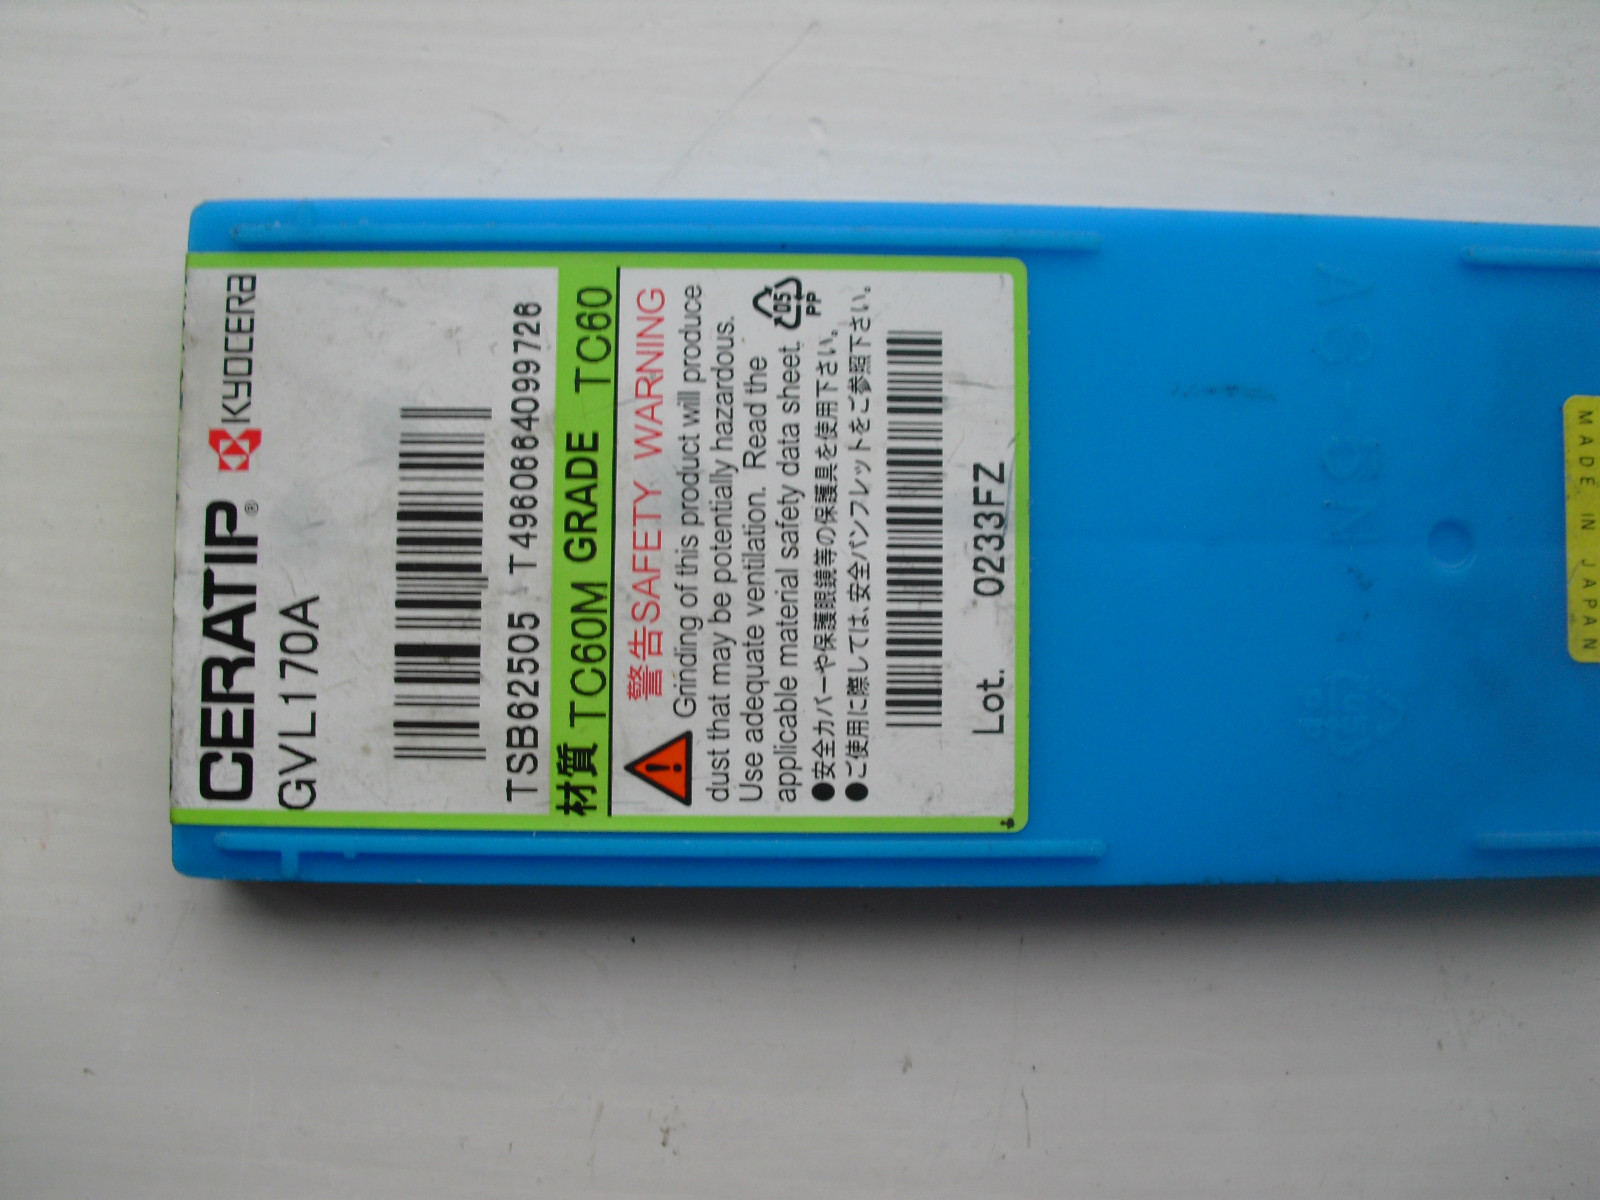 CERATIP® KYOCERA
GVL170A
TSB62505 T4960664099726
材質 TC60M GRADE TC60
警告SAFETY WARNING
Grinding of this product will produce
dust that may be potentially hazardous.
Use adequate ventilation. Read the
applicable material safety data sheet.
05
PP
●安全カバーや保護眼鏡等の保護具を使用下さい。
●ご使用に際しては、安全パンフレットをご参照下さい。
Lot. 0233FZ
MADE IN JAPAN